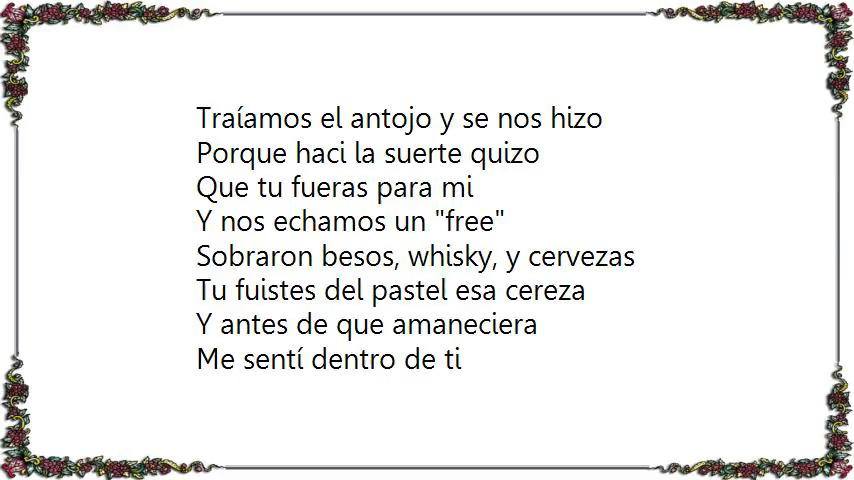 Traíamos el antojo y se nos hizo
Porque haci la suerte quizo
Que tu fueras para mi
Y nos echamos un "free"
Sobraron besos, whisky, y cervezas
Tu fuistes del pastel esa cereza
Y antes de que amaneciera
Me sentí dentro de ti